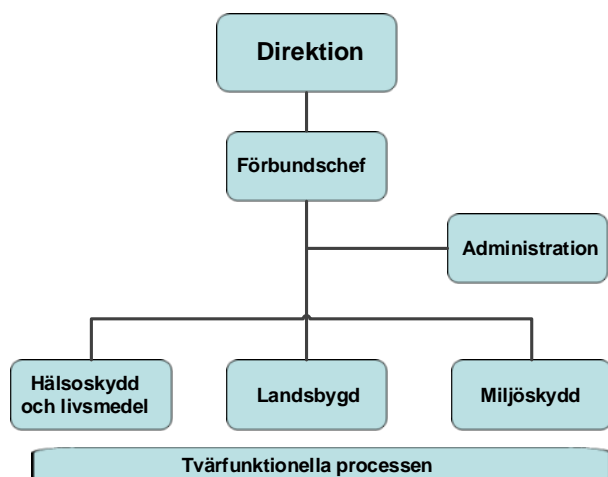 Direktion
Förbundschef
Administration
Hälsoskydd
och livsmedel
Landsbygd
Miljöskydd
Tvärfunktionella processen